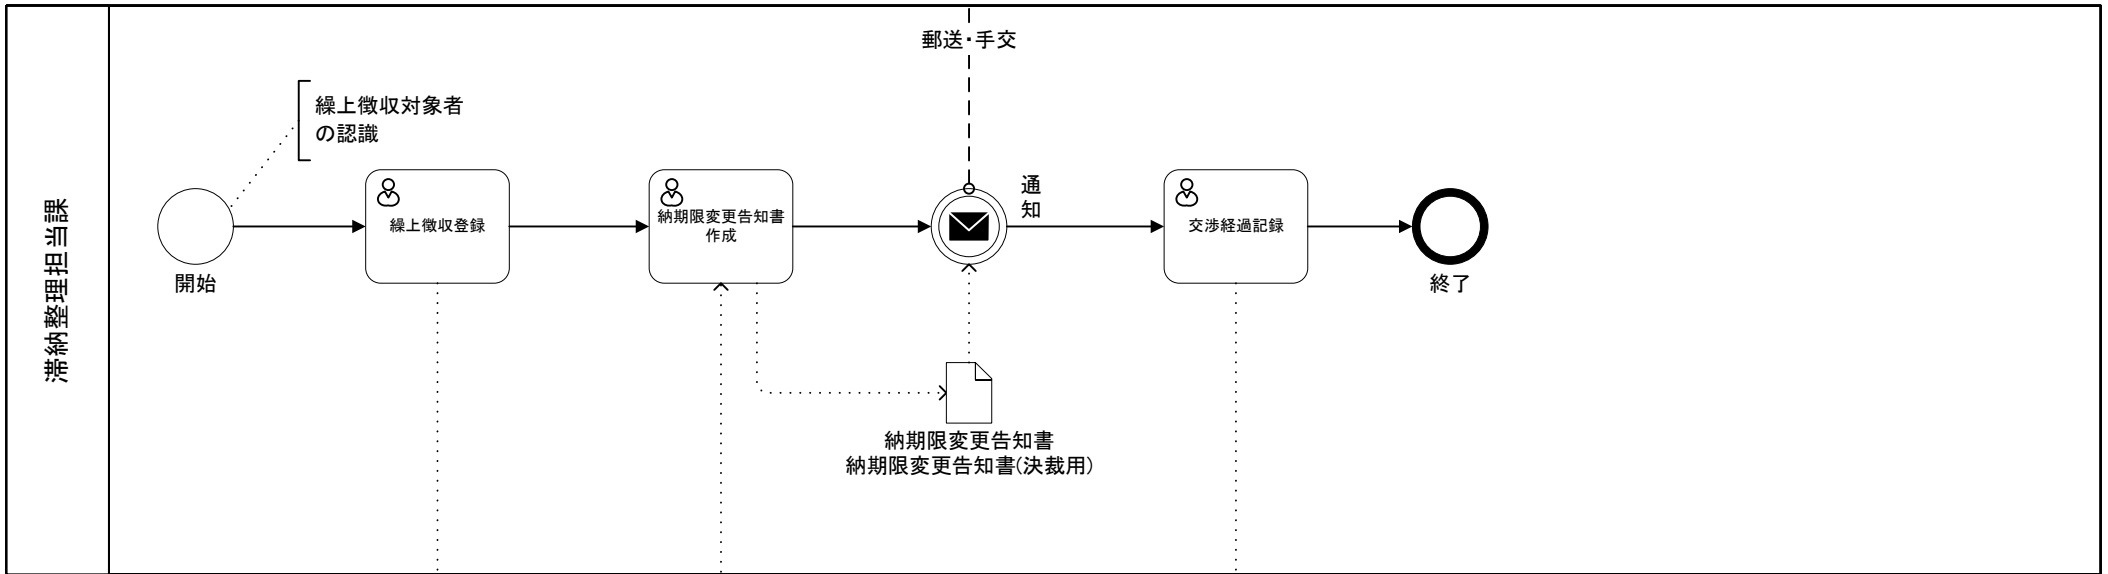 滞納整理担当課
郵送・手交
繰上徴収対象者
の認識
開始
繰上徴収登録
納期限変更告知書
作成
通
知
交渉経過記録
終了
納期限変更告知書
納期限変更告知書(決裁用)